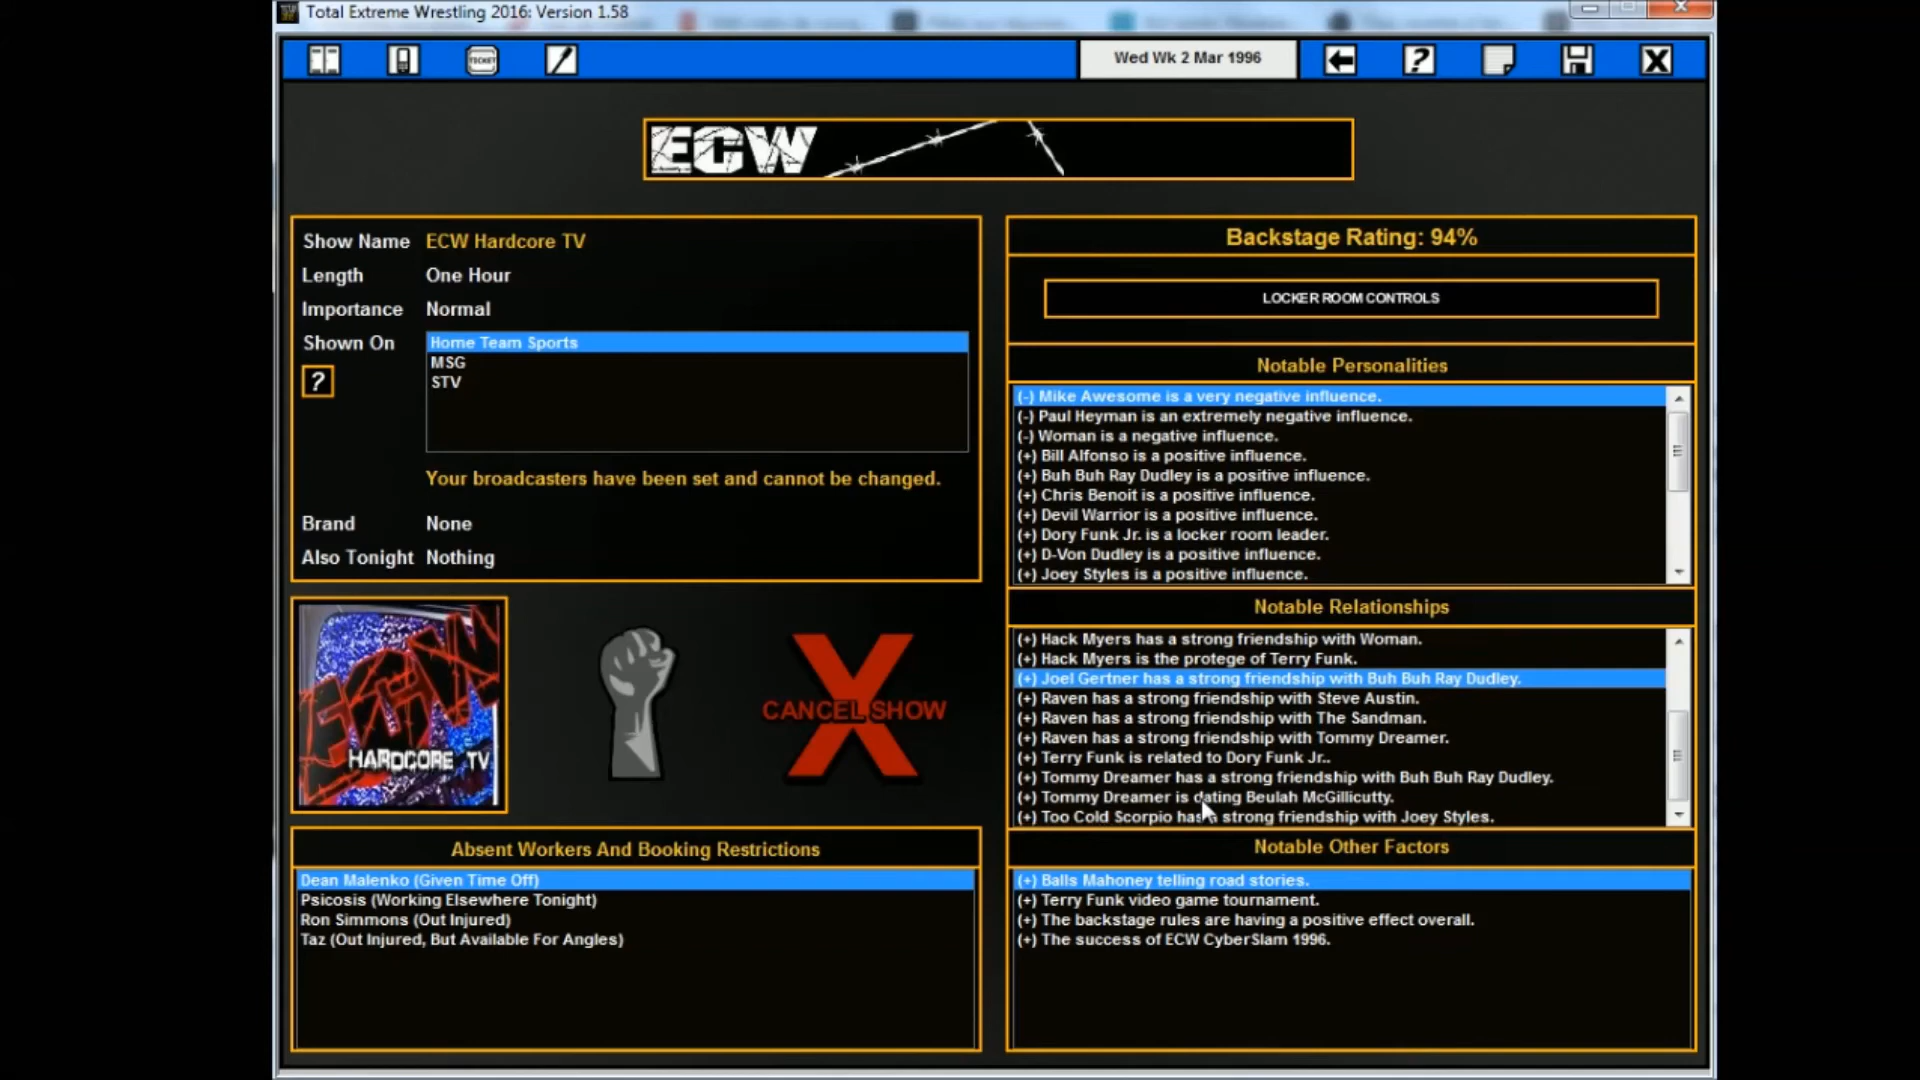 Total Extreme Wrestling 2016: Version 1.58
TICKET
Wed Wk 2 Mar 1996
?
X
ECW
Show Name ECW Hardcore TV
Length One Hour
Importance Normal
Shown On Home Team Sports
MSG
STV
?
Your broadcasters have been set and cannot be changed.
Brand None
Also Tonight Nothing
ECW
HARDCORE TV
X
CANCEL SHOW
Absent Workers And Booking Restrictions
Dean Malenko (Given Time Off)
Psicosis (Working Elsewhere Tonight)
Ron Simmons (Out Injured)
Taz (Out Injured, But Available For Angles)
Backstage Rating: 94%
LOCKER ROOM CONTROLS
Notable Personalities
(-) Mike Awesome is a very negative influence.
(-) Paul Heyman is an extremely negative influence.
(-) Woman is a negative influence.
(+) Bill Alfonso is a positive influence.
(+) Buh Buh Ray Dudley is a positive influence.
(+) Chris Benoit is a positive influence.
(+) Devil Warrior is a positive influence.
(+) Dory Funk Jr. is a locker room leader.
(+) D-Von Dudley is a positive influence.
(+) Joey Styles is a positive influence.
Notable Relationships
(+) Hack Myers has a strong friendship with Woman.
(+) Hack Myers is the protege of Terry Funk.
(+) Joel Gertner has a strong friendship with Buh Buh Ray Dudley.
(+) Raven has a strong friendship with Steve Austin.
(+) Raven has a strong friendship with The Sandman.
(+) Raven has a strong friendship with Tommy Dreamer.
(+) Terry Funk is related to Dory Funk Jr..
(+) Tommy Dreamer has a strong friendship with Buh Buh Ray Dudley.
(+) Tommy Dreamer is dating Beulah McGillicutty.
(+) Too Cold Scorpio has a strong friendship with Joey Styles.
Notable Other Factors
(+) Balls Mahoney telling road stories.
(+) Terry Funk video game tournament.
(+) The backstage rules are having a positive effect overall.
(+) The success of ECW CyberSlam 1996.